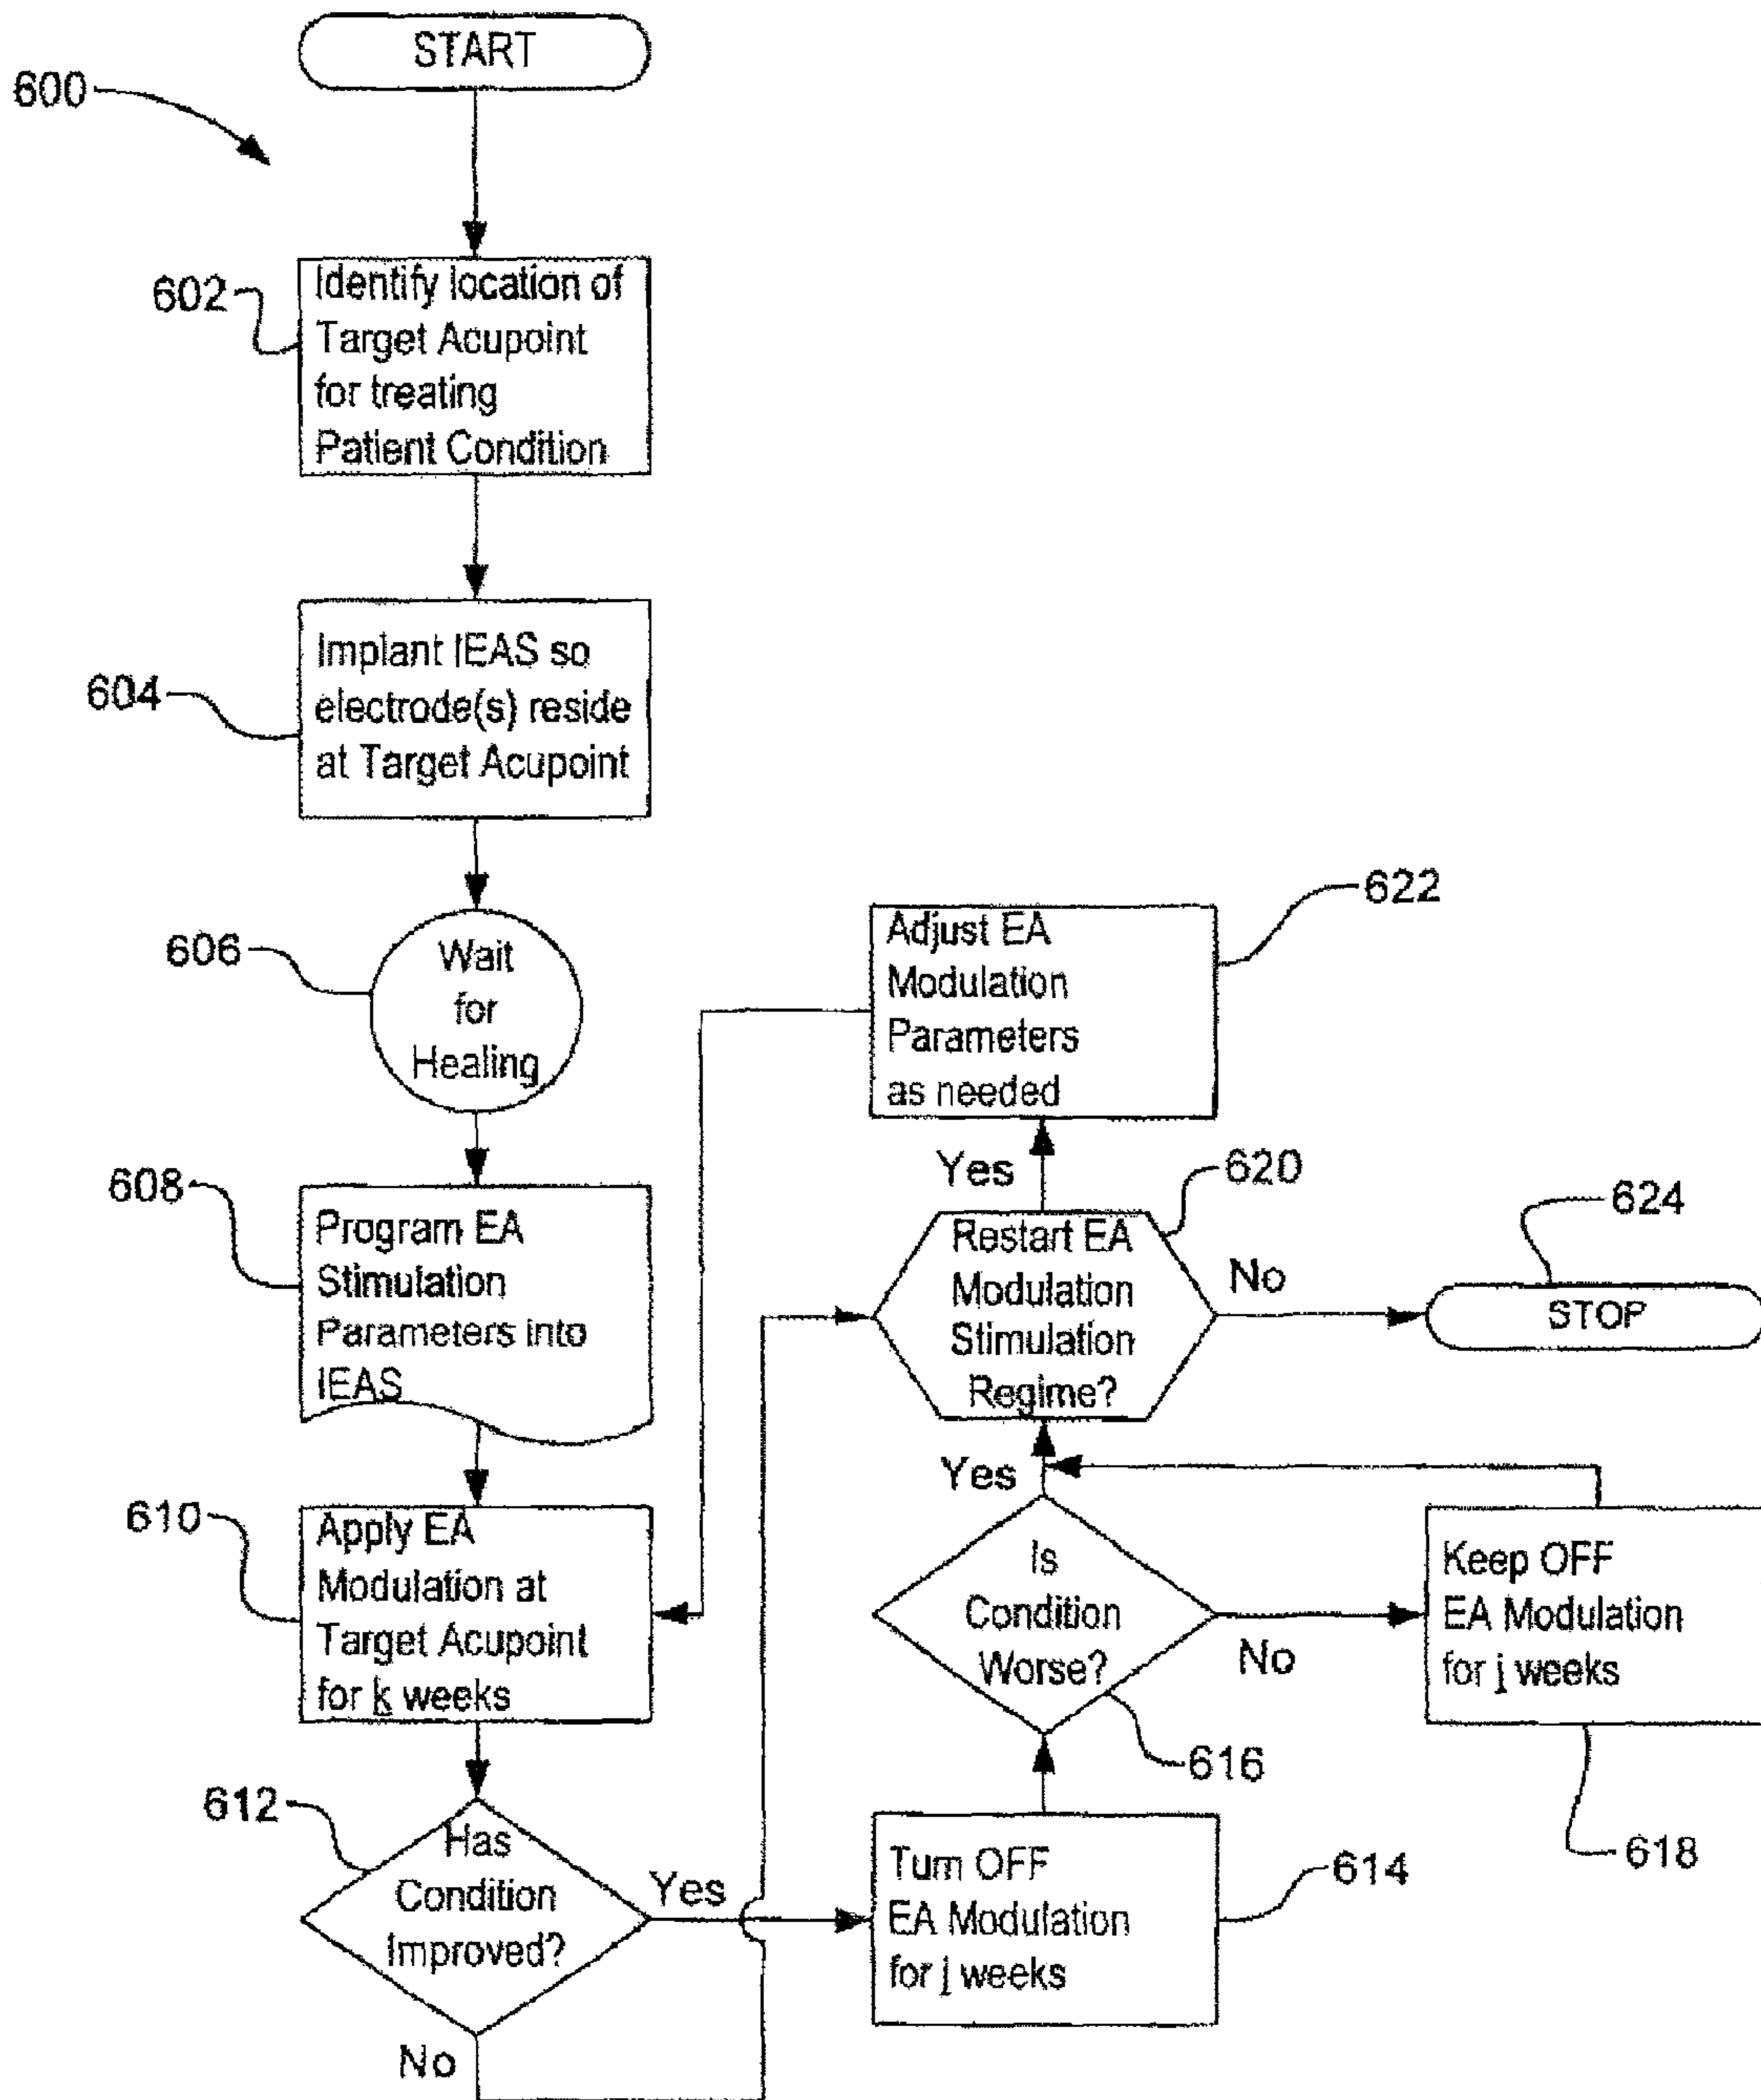 START
600
602
Identify location of
Target Acupoint
for treating
Patient Condition
604
Implant IEAS so
electrode(s) reside
at Target Acupoint
606
Wait
for
Healing
608
Program EA
Stimulation
Parameters into
IEAS
610
Apply EA
Modulation at
Target Acupoint
for k weeks
612
Has
Condition
Improved?
Yes
No
622
Adjust EA
Modulation
Parameters
as needed
Yes
620
Restart EA
Modulation
Stimulation
Regime?
No
624
STOP
Yes
Is
Condition
Worse?
No
616
Keep OFF
EA Modulation
for j weeks
618
Turn OFF
EA Modulation
for j weeks
614